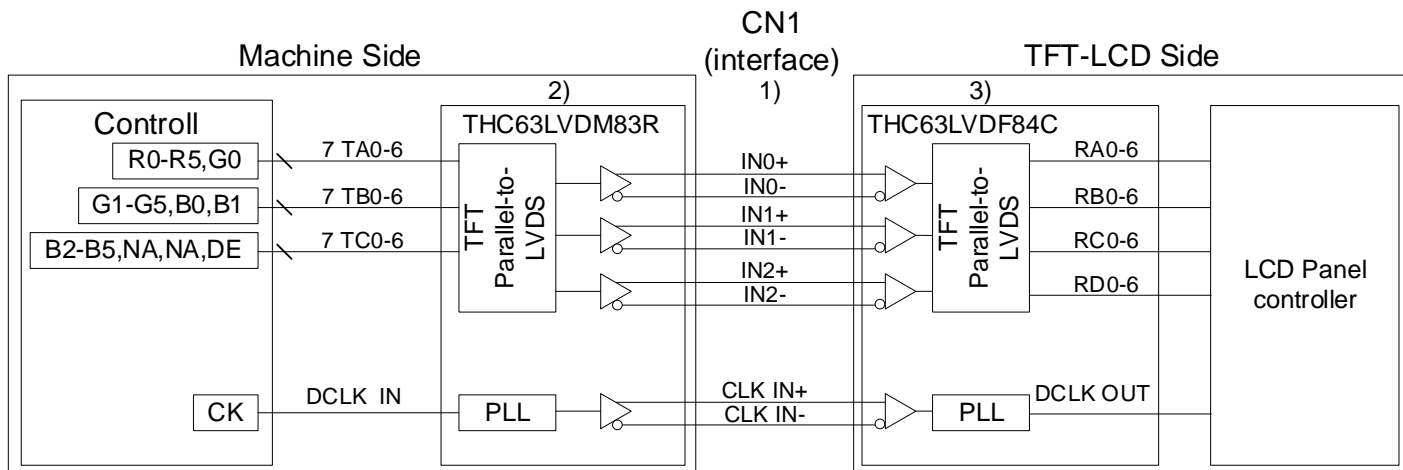 CN1
(interface)
1)
Machine Side
TFT-LCD Side
2)
3)
Controll
THC63LVDM83R
THC63LVDF84C
R0-R5,G0
7 TA0-6
G1-G5,B0,B1
7 TB0-6
B2-B5,NA,NA,DE
7 TC0-6
TFT
Parallel-to-
LVDS
IN0+
IN0-
IN1+
IN1-
IN2+
IN2-
TFT
Parallel-to-
LVDS
RA0-6
RB0-6
RC0-6
RD0-6
LCD Panel
controller
CK
DCLK IN
PLL
CLK IN+
CLK IN-
PLL
DCLK OUT